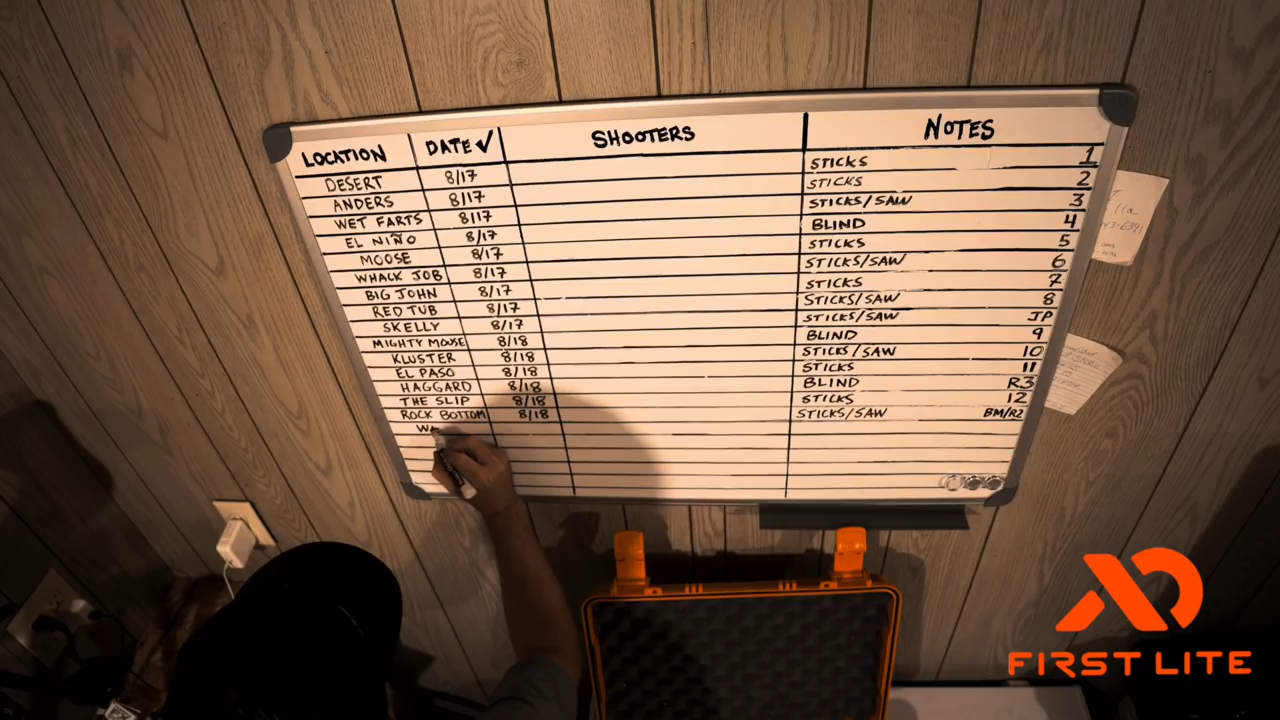 LOCATION DATE ✓ SHOOTERS NOTES
DESERT 8/17 STICKS 1
ANDERS 8/17 STICKS 2
WET FARTS 8/17 STICKS/SAW 3
EL NIÑO 8/17 BLIND 4
MOOSE 8/17 STICKS 5
WHACK JOB 8/17 STICKS/SAW 6
BIG JOHN 8/17 STICKS 7
RED TUB 8/17 STICKS/SAW 8
SKELLY 8/17 STICKS/SAW JP
MIGHTY MOUSE 8/18 BLIND 9
KLUSTER 8/18 STICKS/SAW 10
EL PASO 8/18 STICKS 11
HAGGARD 8/18 BLIND R3
THE SLIP 8/18 STICKS 12
ROCK BOTTOM 8/18 STICKS/SAW BM/R2
FIRST LITE